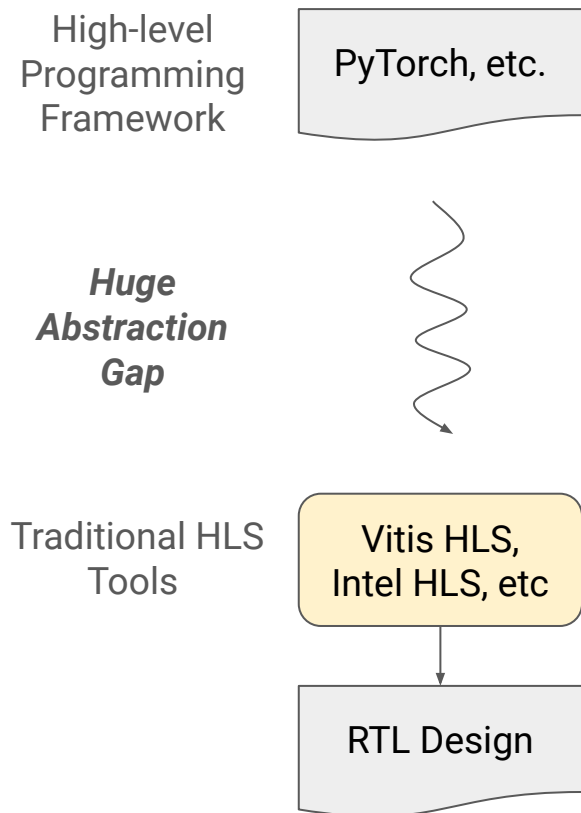 High-level
Programming
Framework
PyTorch, etc.
Huge
Abstraction
Gap
Traditional HLS
Tools
Vitis HLS,
Intel HLS, etc
RTL Design